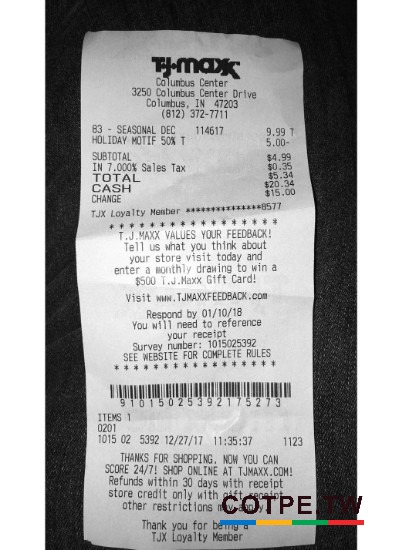 T·J·maxx
Columbus Center
3250 Columbus Center Drive
Columbus, IN 47203
(812) 372-7711
83 - SEASONAL DEC 114617 9.99 T
HOLIDAY MOTIF 50% T 5.00-
SUBTOTAL $4.99
IN 7.000% Sales Tax $0.35
TOTAL $5.34
CASH $20.34
CHANGE $15.00
TJX Loyalty Member ***************8577
* * * * * * * * * * * * * * * * *
T.J.MAXX VALUES YOUR FEEDBACK!
Tell us what you think about
your store visit today and
enter a monthly drawing to win a
$500 T.J.Maxx Gift Card!
Visit www.TJMAXXFEEDBACK.com
Respond by 01/10/18
You will need to reference
your receipt
Survey number: 1015025392
SEE WEBSITE FOR COMPLETE RULES
* * * * * * * * * * * * * * * * *
91015025392175273
ITEMS 1
0201
1015 02 5392 12/27/17 11:35:37 1123
THANKS FOR SHOPPING, NOW YOU CAN
SCORE 24/7! SHOP ONLINE AT TJMAXX.COM!
Refunds within 30 days with receipt
store credit only with gift receipt
other restrictions may apply
Thank you for being a
TJX Loyalty Member
COTPE.TW